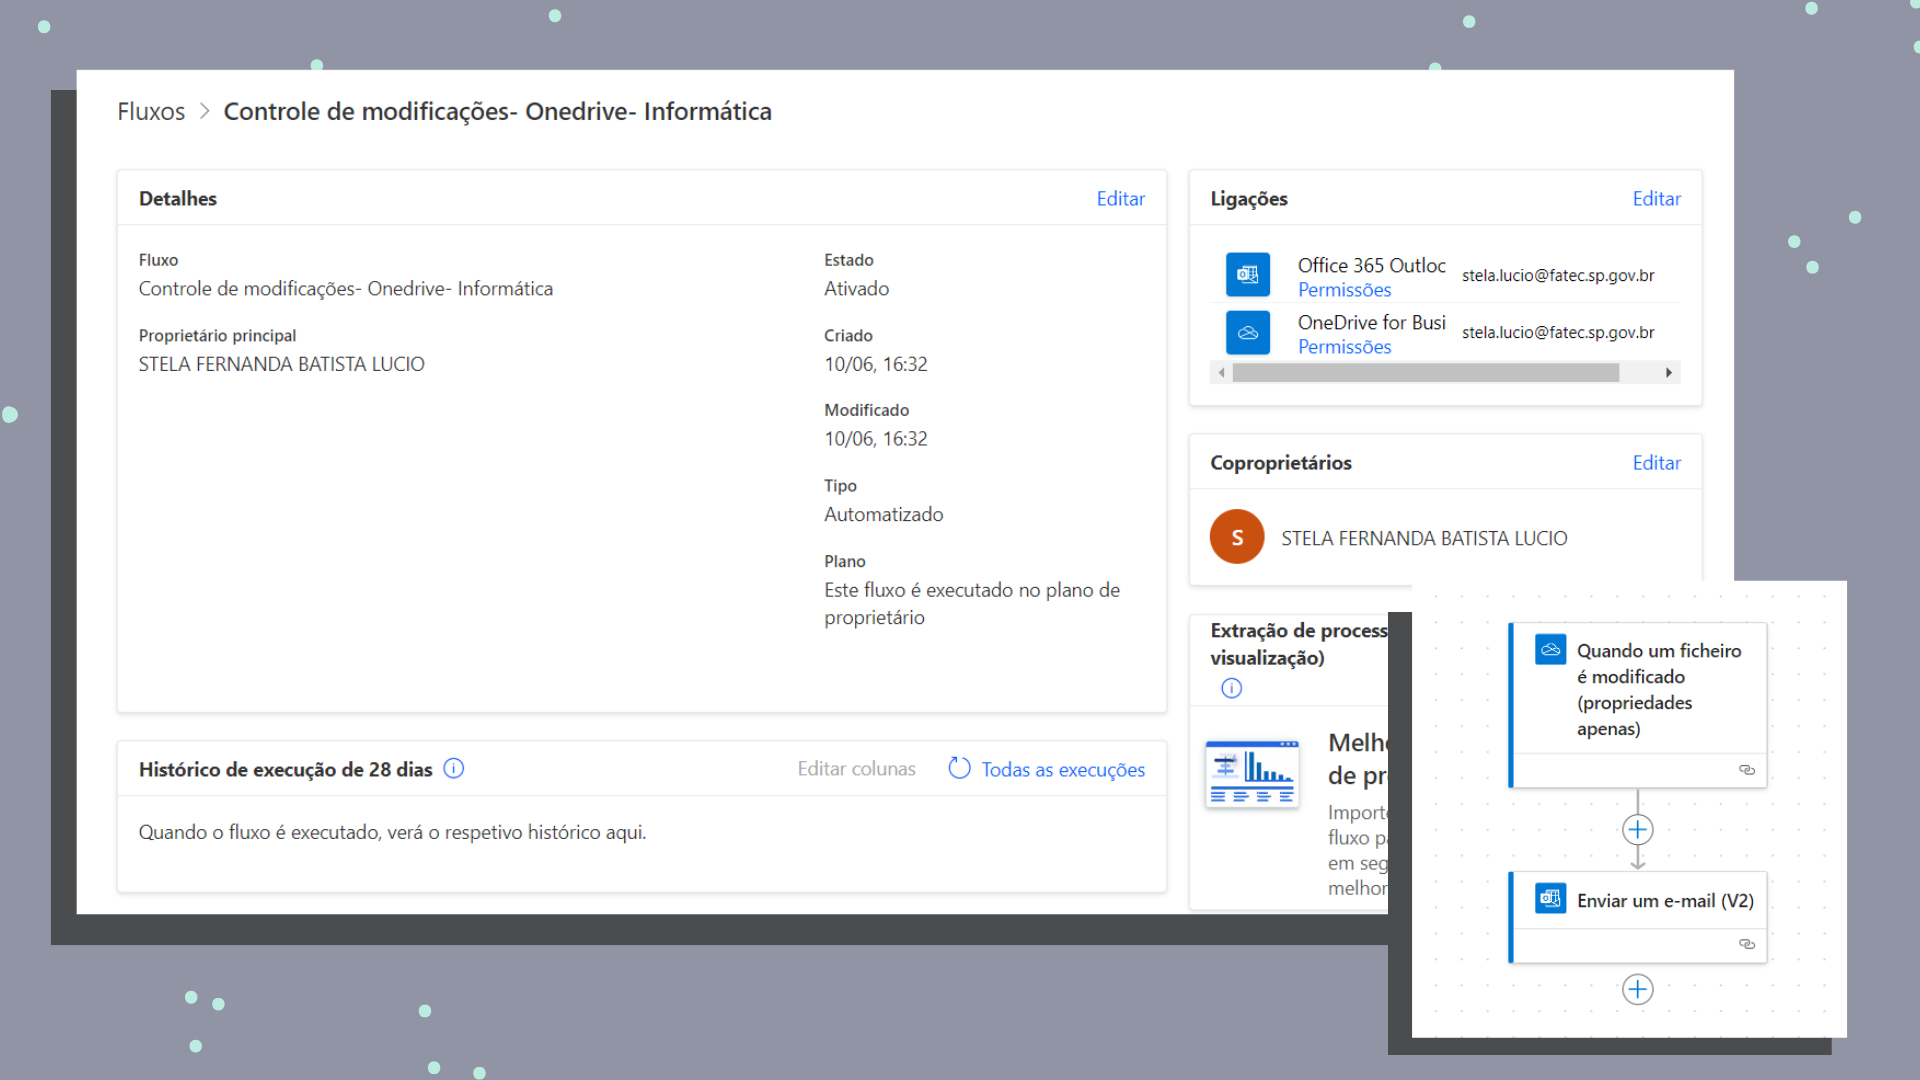 Fluxos > Controle de modificações- Onedrive- Informática
Detalhes
Editar
Fluxo
Controle de modificações- Onedrive- Informática
Proprietário principal
STELA FERNANDA BATISTA LUCIO
Estado
Ativado
Criado
10/06, 16:32
Modificado
10/06, 16:32
Tipo
Automatizado
Plano
Este fluxo é executado no plano de
proprietário
Histórico de execução de 28 dias
Editar colunas
Todas as execuções
Quando o fluxo é executado, verá o respetivo histórico aqui.
Ligações
Editar
Office 365 Outloc
Permissões
stela.lucio@fatec.sp.gov.br
OneDrive for Busi
Permissões
stela.lucio@fatec.sp.gov.br
Coproprietários
Editar
S
STELA FERNANDA BATISTA LUCIO
Extração de process
visualização)
Melh
de pr
Import
fluxo p
em seg
melhor
Quando um ficheiro
é modificado
(propriedades
apenas)
Enviar um e-mail (V2)